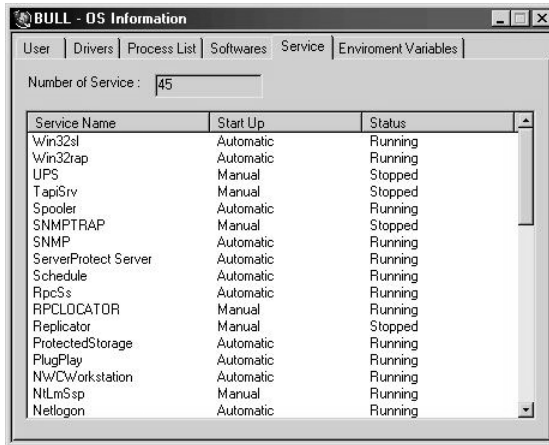 BULL - OS Information
User Drivers Process List Softwares Service Enviroment Variables
Number of Service : 45
Service Name Start Up Status
Win32sl Automatic Running
Win32rap Automatic Running
UPS Manual Stopped
TapiSrv Manual Stopped
Spooler Automatic Running
SNMPTRAP Manual Stopped
SNMP Automatic Running
ServerProtect Server Automatic Running
Schedule Automatic Running
RpcSs Automatic Running
RPCLOCATOR Manual Running
Replicator Manual Stopped
ProtectedStorage Automatic Running
PlugPlay Automatic Running
NWCWorkstation Automatic Running
NtLmSsp Manual Running
Netlogon Automatic Running